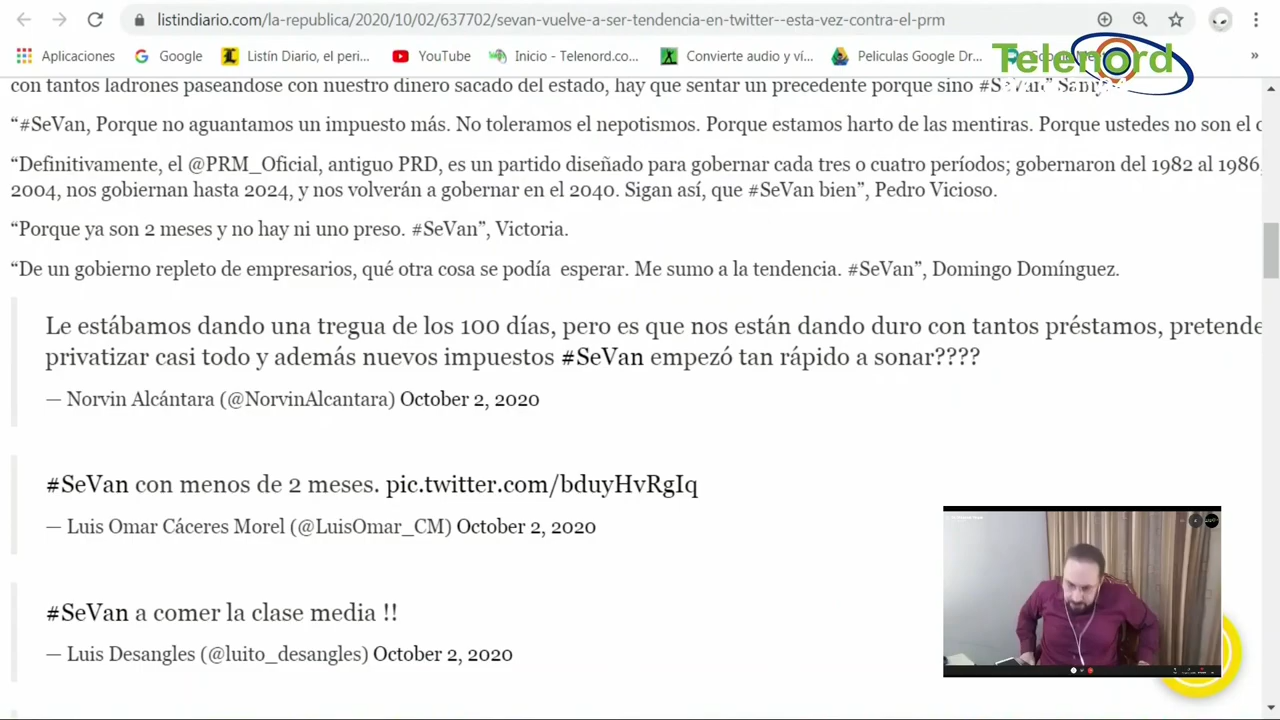 listindiario.com/la-republica/2020/10/02/637702/sevan-vuelve-a-ser-tendencia-en-twitter--esta-vez-contra-el-prm
Aplicaciones Google Listín Diario, el peri... YouTube Inicio - Telenord.co... Convierte audio y ví... Peliculas Google Dr... »
Telenord
con tantos ladrones paseandose con nuestro dinero sacado del estado, hay que sentar un precedente porque sino
“#SeVan, Porque no aguantamos un impuesto más. No toleramos el nepotismo. Porque estamos harto de las mentiras. Porque ustedes no son el
“Definitivamente, el @PRM_Oficial, antiguo PRD, es un partido diseñado para gobernar cada tres o cuatro períodos; gobernaron del 1982 al 1986,
2004, nos gobiernan hasta 2024, y nos volverán a gobernar en el 2040. Sigan así, que #SeVan bien”, Pedro Vicioso.
“Porque ya son 2 meses y no hay ni uno preso. #SeVan”, Victoria.
“De un gobierno repleto de empresarios, qué otra cosa se podía esperar. Me sumo a la tendencia. #SeVan”, Domingo Domínguez.
Le estábamos dando una tregua de los 100 días, pero es que nos están dando duro con tantos préstamos, pretende
privatizar casi todo y además nuevos impuestos #SeVan empezó tan rápido a sonar????
— Norvin Alcántara (@NorvinAlcantara) October 2, 2020
#SeVan con menos de 2 meses. pic.twitter.com/bduyHvRgIq
— Luis Omar Cáceres Morel (@LuisOmar_CM) October 2, 2020
#SeVan a comer la clase media !!
— Luis Desangles (@luito_desangles) October 2, 2020